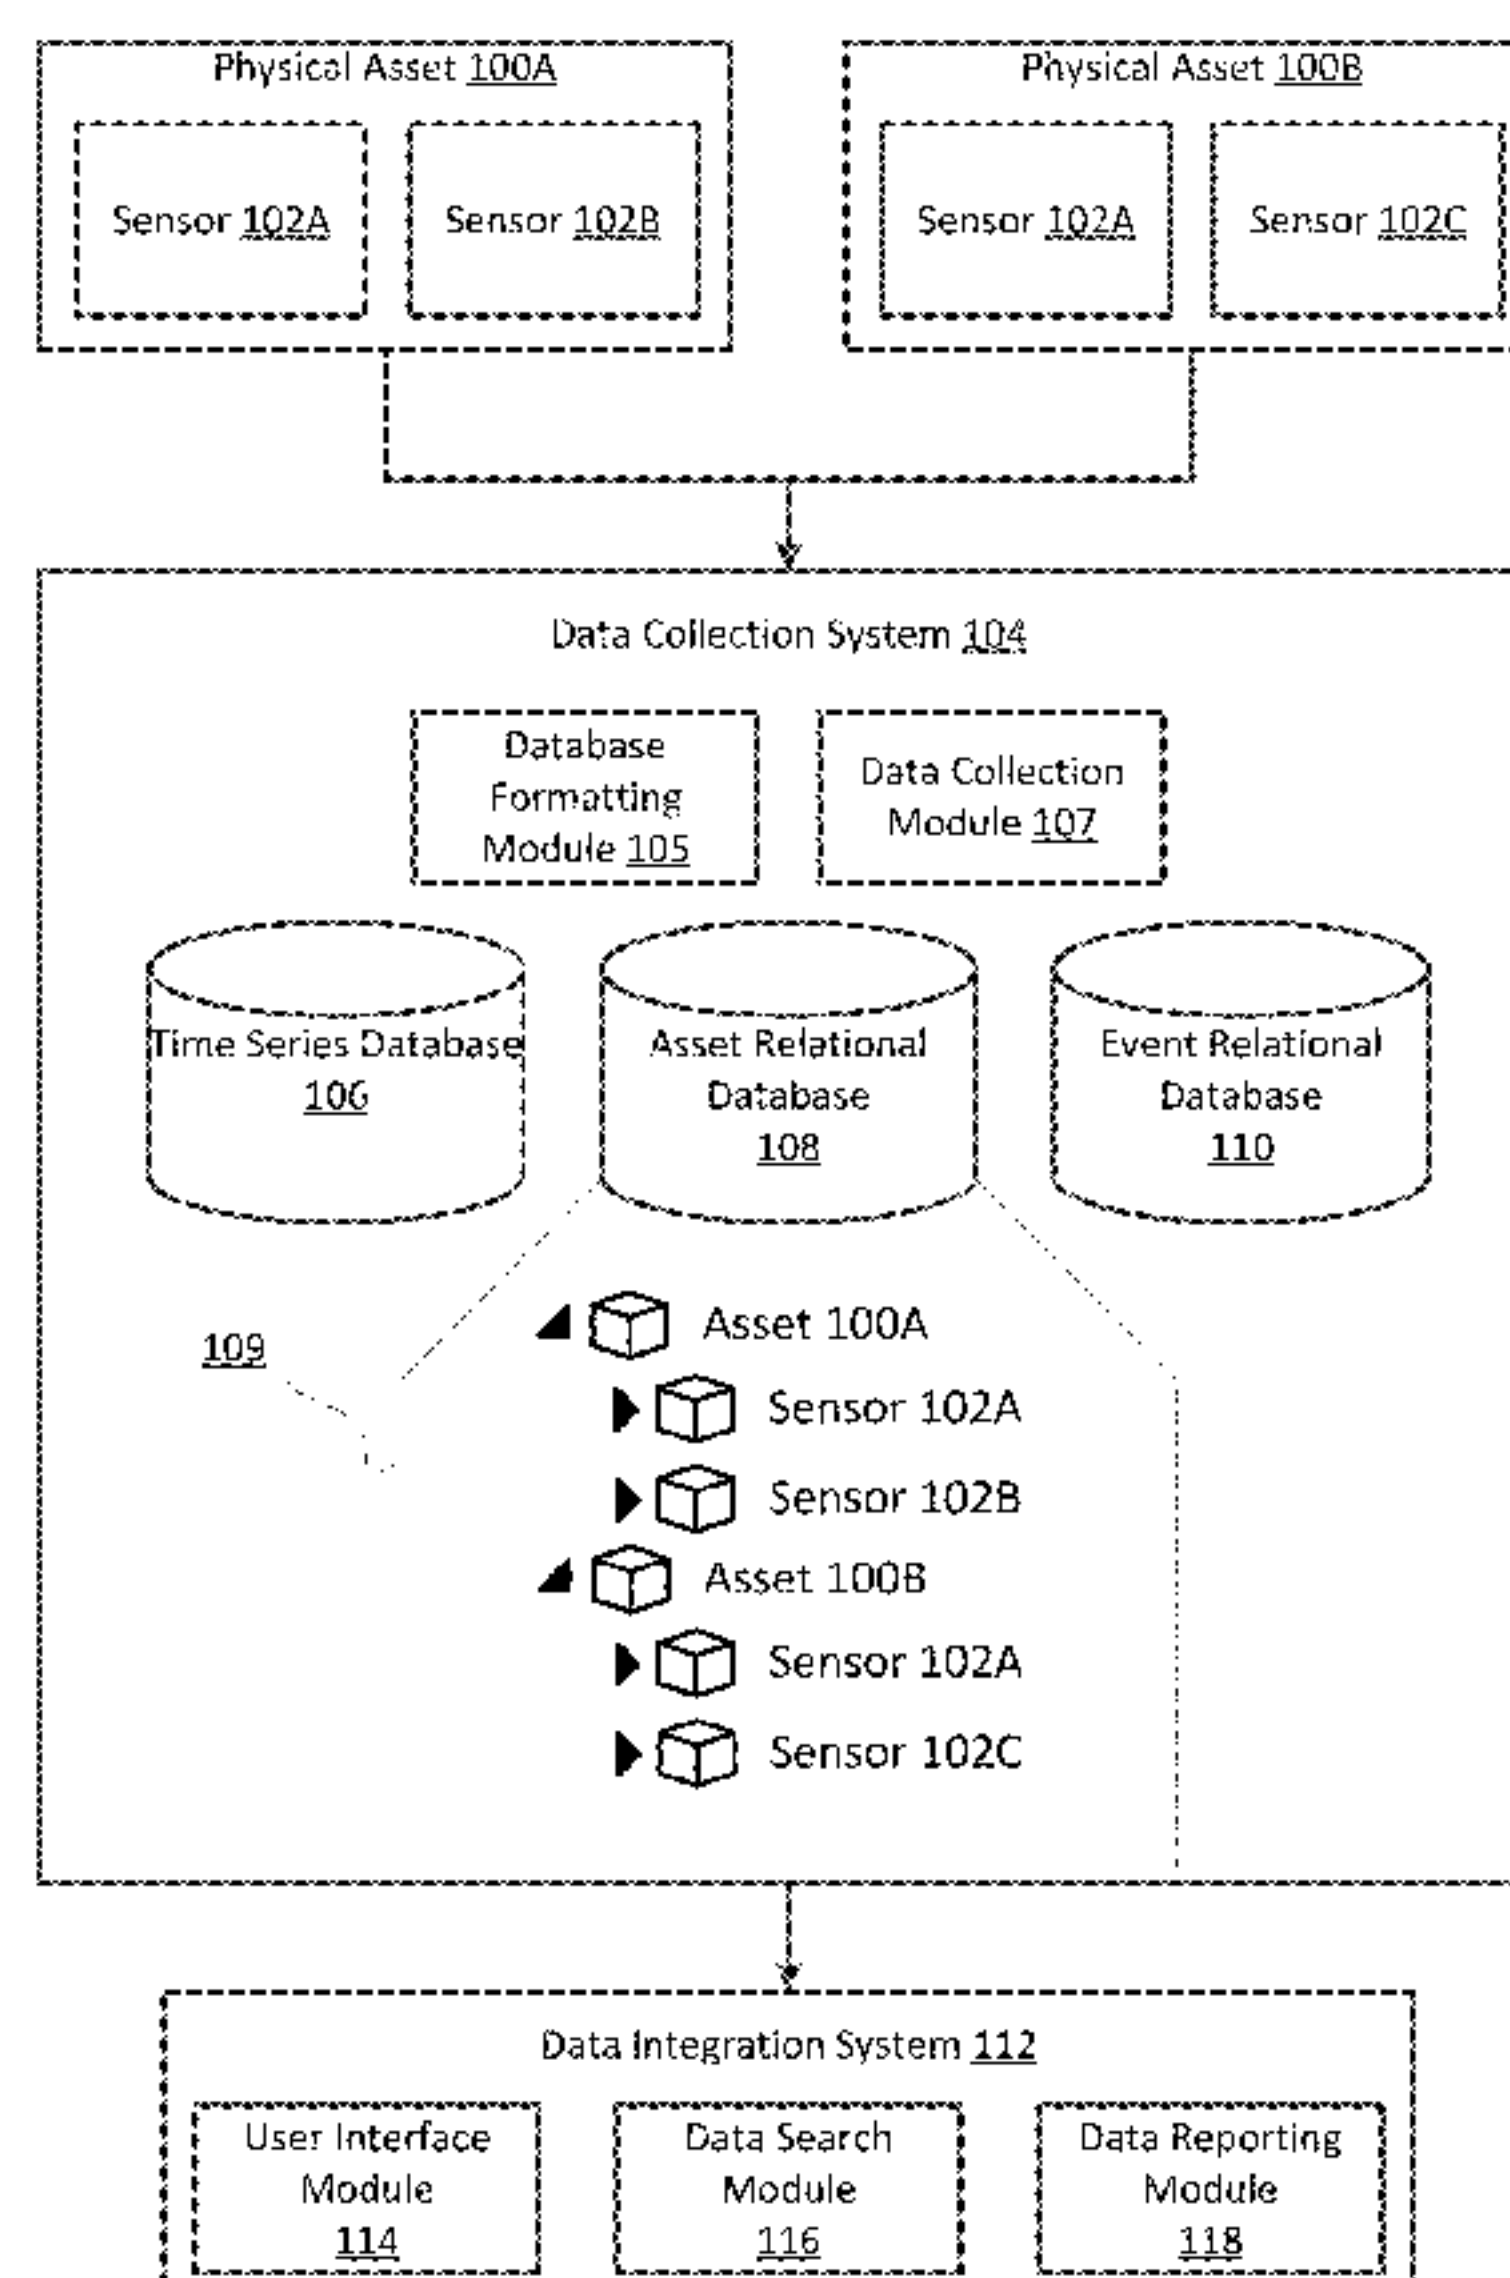 Physical Asset 100A
Physical Asset 100B
Sensor 102A
Sensor 102B
Sensor 102A
Sensor 102C
Data Collection System 104
Database
Formatting
Module 105
Data Collection
Module 107
Time Series Database
106
Asset Relational
Database
108
Event Relational
Database
110
109
Asset 100A
Sensor 102A
Sensor 102B
Asset 100B
Sensor 102A
Sensor 102C
Data Integration System 112
User Interface
Module
114
Data Search
Module
116
Data Reporting
Module
118